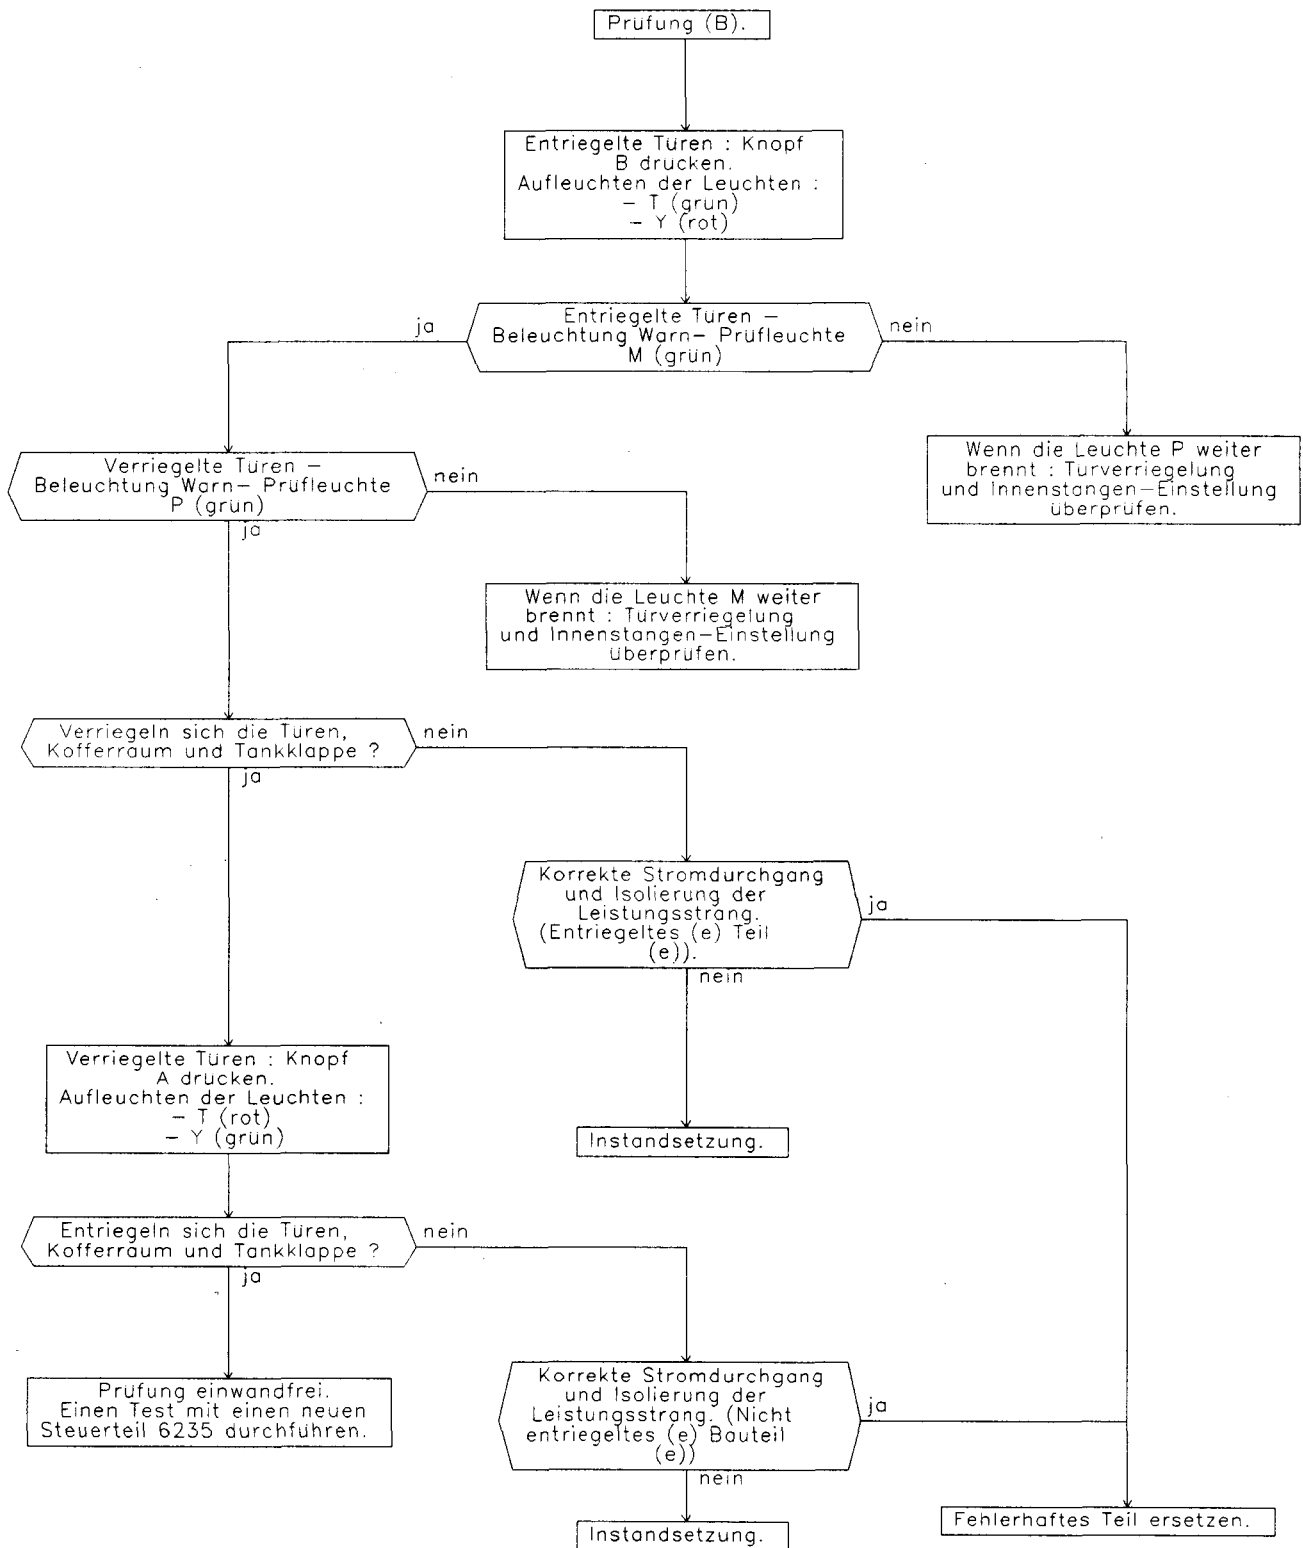 Prüfung (B).
Entriegelte Türen : Knopf
B drucken.
Aufleuchten der Leuchten :
– T (grün)
– Y (rot)
Entriegelte Türen –
Beleuchtung Warn– Prüfleuchte
M (grün)
ja
nein
Verriegelte Türen –
Beleuchtung Warn– Prüfleuchte
P (grün)
nein
ja
Wenn die Leuchte P weiter
brennt : Turverriegelung
und Innenstangen–Einstellung
überprüfen.
Wenn die Leuchte M weiter
brennt : Turverriegelung
und Innenstangen–Einstellung
überprüfen.
Verriegeln sich die Türen,
Kofferraum und Tankklappe ?
nein
ja
Korrekte Stromdurchgang
und Isolierung der
Leistungsstrang.
(Entriegeltes (e) Teil
(e)).
ja
nein
Verriegelte Türen : Knopf
A drucken.
Aufleuchten der Leuchten :
– T (rot)
– Y (grün)
Instandsetzung.
Entriegeln sich die Türen,
Kofferraum und Tankklappe ?
nein
ja
Prüfung einwandfrei.
Einen Test mit einen neuen
Steuerteil 6235 durchführen.
Korrekte Stromdurchgang
und Isolierung der
Leistungsstrang. (Nicht
entriegeltes (e) Bauteil
(e))
ja
nein
Instandsetzung.
Fehlerhaftes Teil ersetzen.